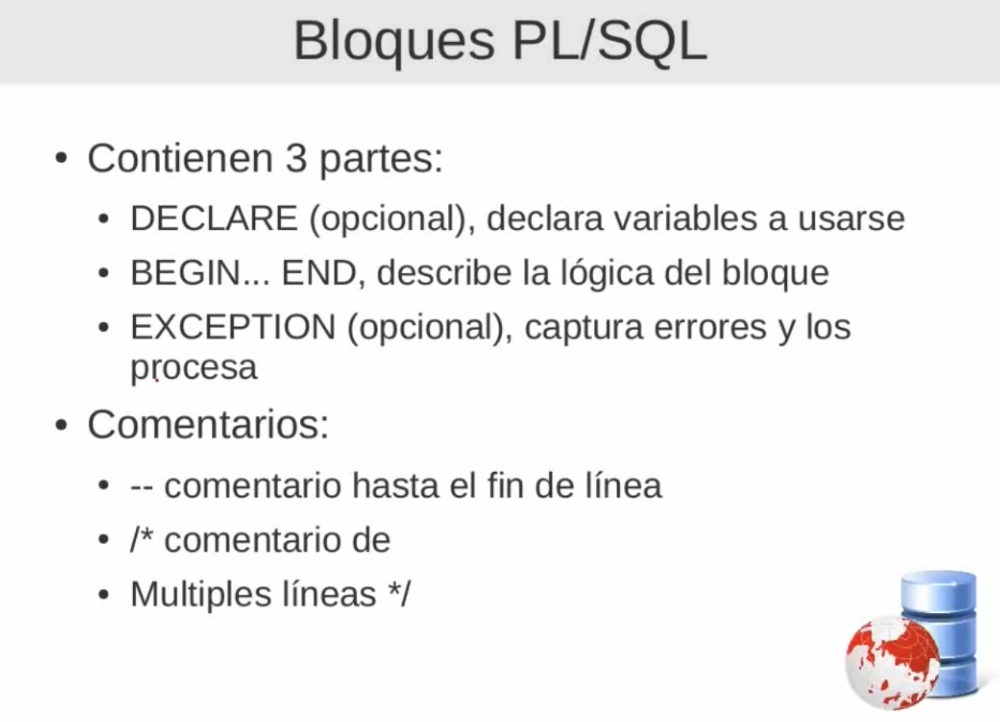 Bloques PL/SQL
• Contienen 3 partes:
• DECLARE (opcional), declara variables a usarse
• BEGIN... END, describe la lógica del bloque
• EXCEPTION (opcional), captura errores y los
procesa
• Comentarios:
• -- comentario hasta el fin de línea
• /* comentario de
• Multiples líneas */